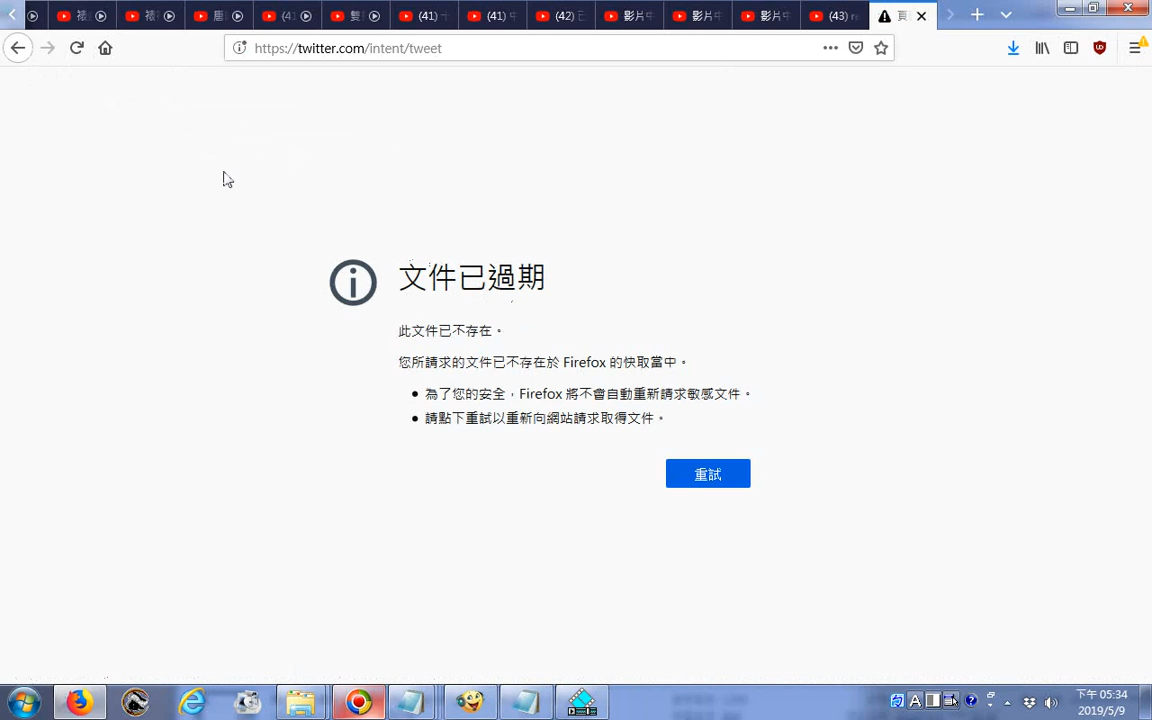 (41)
(41)
(42)
影片
影片
影片
(43)
https://twitter.com/intent/tweet
文件已過期
此文件已不存在。
您所請求的文件已不存在於 Firefox 的快取當中。
為了您的安全，Firefox 將不會自動重新請求敏感文件。
請點下重試以重新向網站請求取得文件。
重試
下午 05:34
2019/5/9